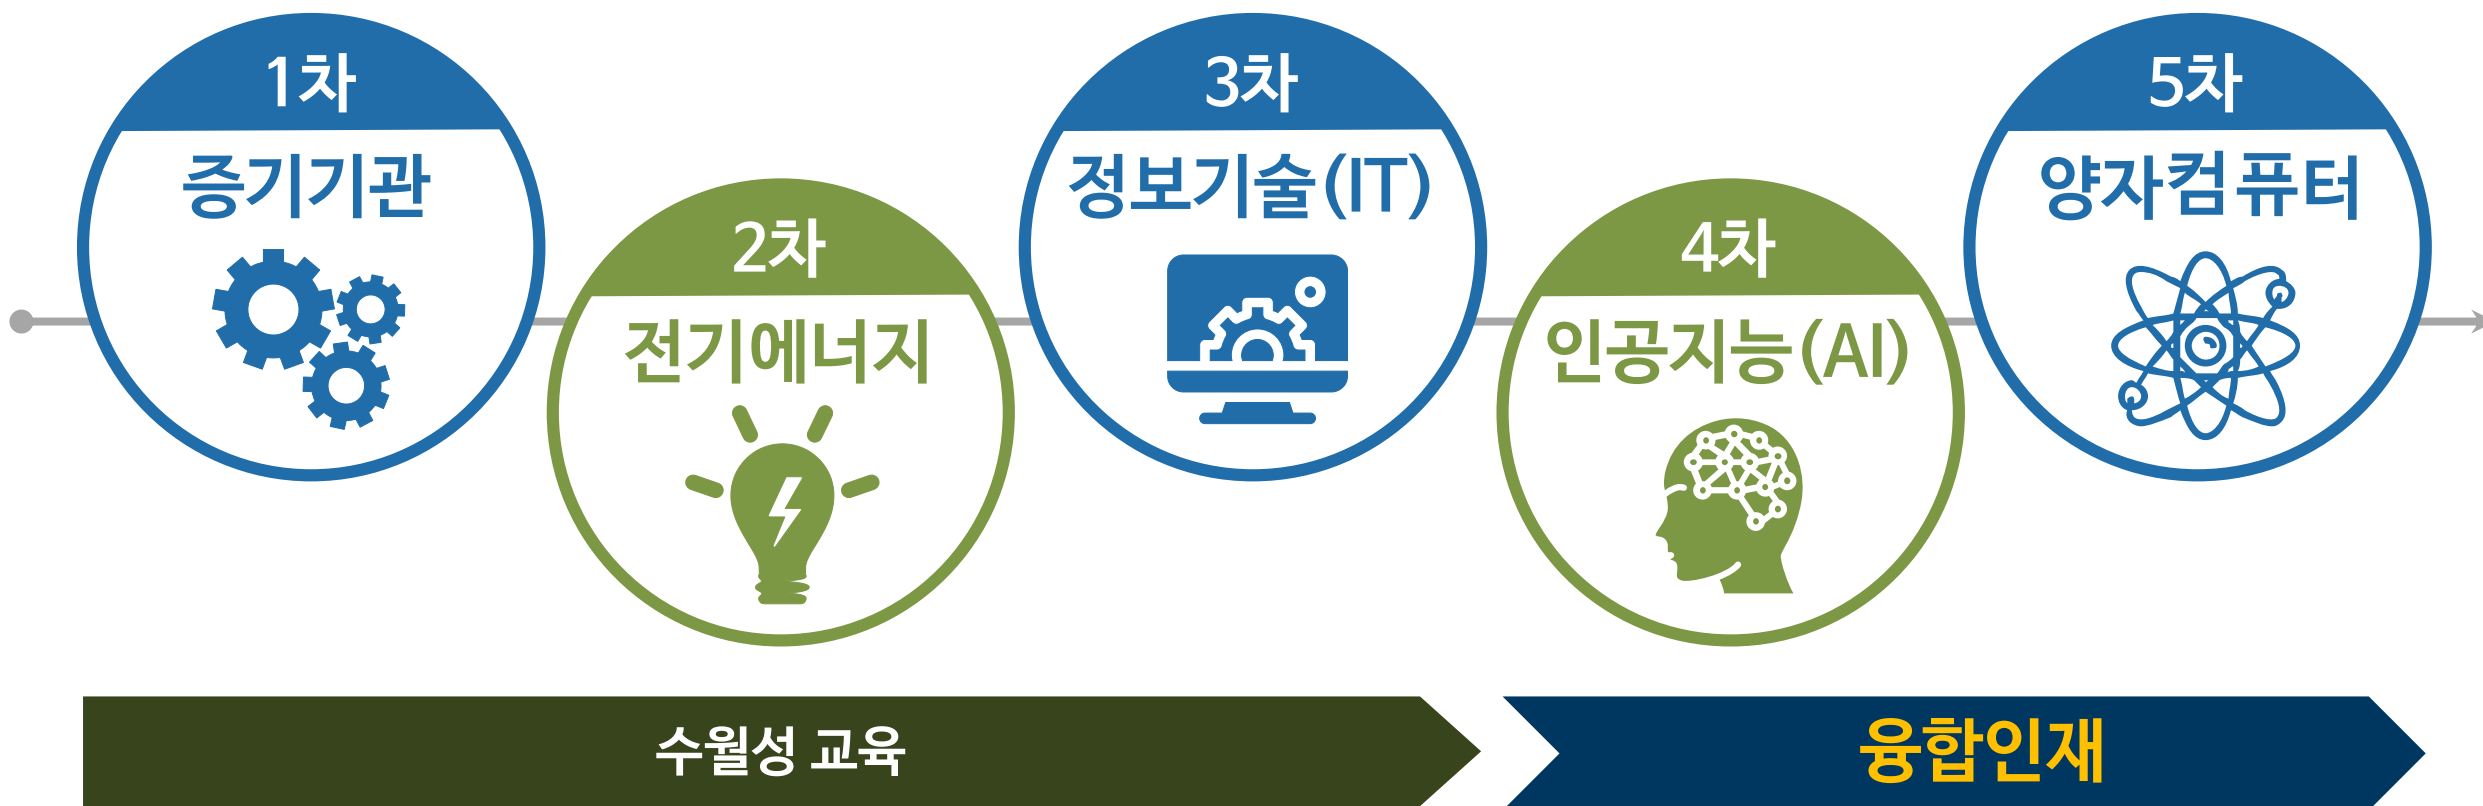 1차
증기기관
2차
전기에너지
3차
정보기술(IT)
4차
인공지능(AI)
5차
양자컴퓨터
수월성 교육
융합인재